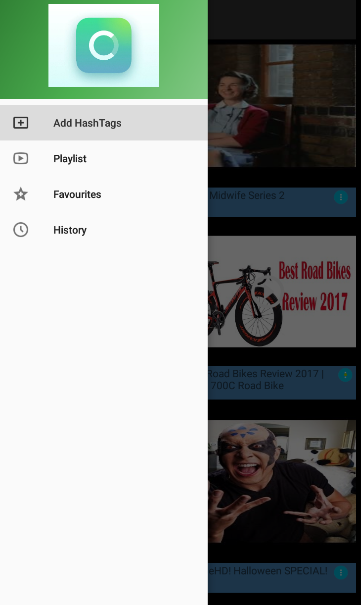 Add HashTags
Playlist
Favourites
History
Midwife Series 2
Best Road Bikes
Review 2017
Road Bikes Review 2017 |
700C Road Bike
eHD! Halloween SPECIAL!